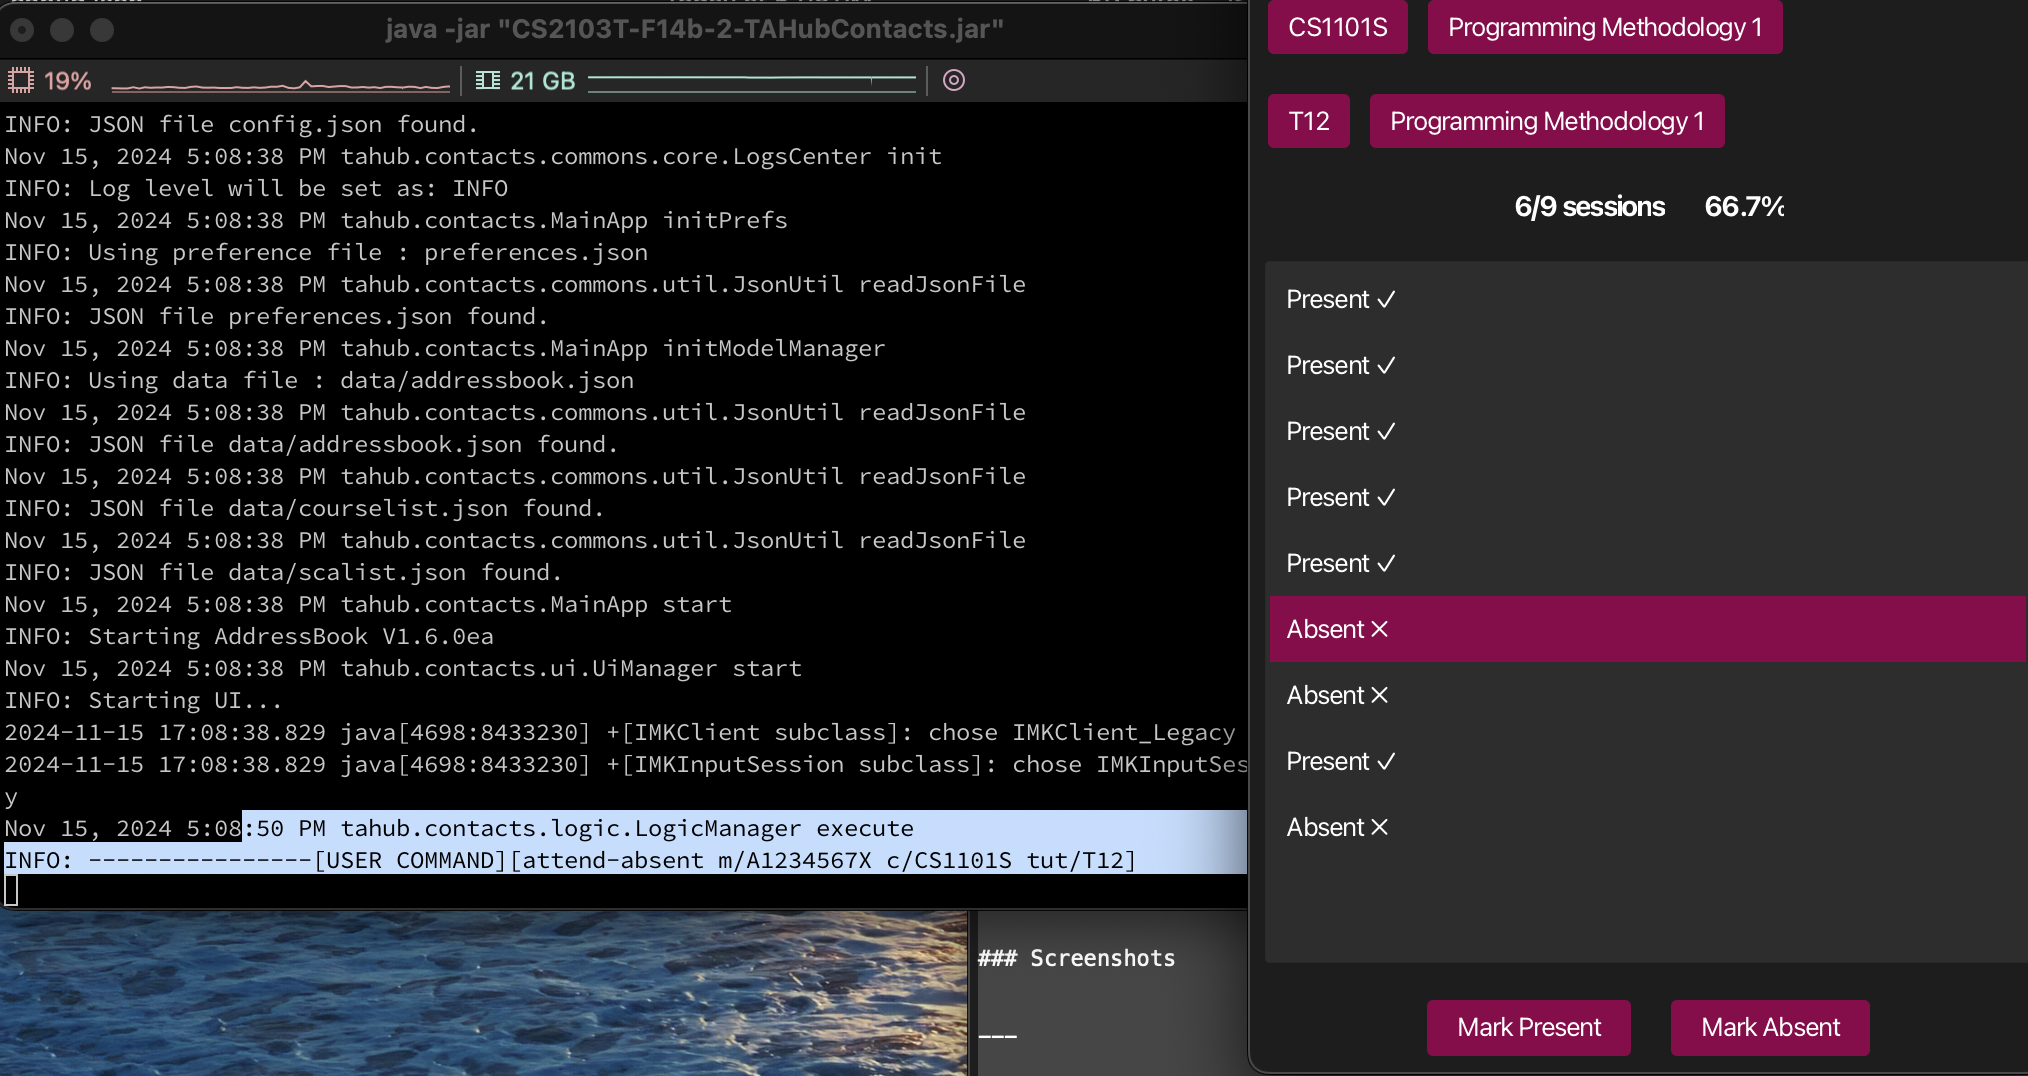 java -jar "CS2103T-F14b-2-TAHubContacts.jar"
19%
21 GB
INFO: JSON file config.json found.
Nov 15, 2024 5:08:38 PM tahub.contacts.commons.core.LogsCenter init
INFO: Log level will be set as: INFO
Nov 15, 2024 5:08:38 PM tahub.contacts.MainApp initPrefs
INFO: Using preference file : preferences.json
Nov 15, 2024 5:08:38 PM tahub.contacts.commons.util.JsonUtil readJsonFile
INFO: JSON file preferences.json found.
Nov 15, 2024 5:08:38 PM tahub.contacts.MainApp initModelManager
INFO: Using data file : data/addressbook.json
Nov 15, 2024 5:08:38 PM tahub.contacts.commons.util.JsonUtil readJsonFile
INFO: JSON file data/addressbook.json found.
Nov 15, 2024 5:08:38 PM tahub.contacts.commons.util.JsonUtil readJsonFile
INFO: JSON file data/courselist.json found.
Nov 15, 2024 5:08:38 PM tahub.contacts.commons.util.JsonUtil readJsonFile
INFO: JSON file data/scalist.json found.
Nov 15, 2024 5:08:38 PM tahub.contacts.MainApp start
INFO: Starting AddressBook V1.6.0ea
Nov 15, 2024 5:08:38 PM tahub.contacts.ui.UiManager start
INFO: Starting UI...
2024-11-15 17:08:38.829 java[4698:8433230] +[IMKClient subclass]: chose IMKClient_Legacy
2024-11-15 17:08:38.829 java[4698:8433230] +[IMKInputSession subclass]: chose IMKInputSes
y
Nov 15, 2024 5:08:50 PM tahub.contacts.logic.LogicManager execute
INFO: ----------------[USER COMMAND][attend-absent m/A1234567X c/CS1101S tut/T12]
### Screenshots
---
CS1101S Programming Methodology 1
T12 Programming Methodology 1
6/9 sessions 66.7%
Present ✓
Present ✓
Present ✓
Present ✓
Present ✓
Absent ✕
Absent ✕
Present ✓
Absent ✕
Mark Present Mark Absent